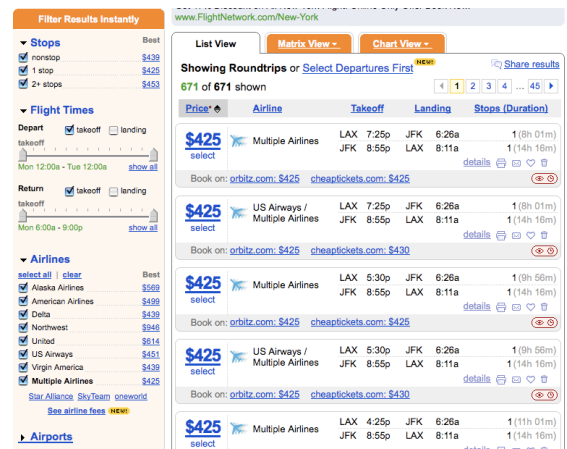 www.FlightNetwork.com/New-York
Filter Results Instantly
Stops Best
nonstop $439
1 stop $425
2+ stops $453
Flight Times
Depart takeoff landing
takeoff
Mon 12:00a - Tue 12:00a show all
Return takeoff landing
takeoff
Mon 6:00a - 9:00p show all
Airlines
select all | clear Best
Alaska Airlines $569
American Airlines $499
Delta $439
Northwest $946
United $614
US Airways $451
Virgin America $439
Multiple Airlines $425
Star Alliance SkyTeam oneworld
See airline fees NEW!
Airports
List View Matrix View Chart View
Showing Roundtrips or Select Departures First NEW! Share results
671 of 671 shown 1 2 3 4 ... 45
Price* Airline Takeoff Landing Stops (Duration)
$425 Multiple Airlines LAX 7:25p JFK 6:26a 1 (8h 01m)
JFK 8:55p LAX 8:11a 1 (14h 16m)
select details
Book on: orbitz.com: $425 cheaptickets.com: $425
$425 US Airways / Multiple Airlines LAX 7:25p JFK 6:26a 1 (8h 01m)
JFK 8:55p LAX 8:11a 1 (14h 16m)
select details
Book on: orbitz.com: $425 cheaptickets.com: $430
$425 Multiple Airlines LAX 5:30p JFK 6:26a 1 (9h 56m)
JFK 8:55p LAX 8:11a 1 (14h 16m)
select details
Book on: orbitz.com: $425 cheaptickets.com: $425
$425 US Airways / Multiple Airlines LAX 5:30p JFK 6:26a 1 (9h 56m)
JFK 8:55p LAX 8:11a 1 (14h 16m)
select details
Book on: orbitz.com: $425 cheaptickets.com: $430
$425 Multiple Airlines LAX 4:25p JFK 6:26a 1 (11h 01m)
JFK 8:55p LAX 8:11a 1 (14h 16m)
select